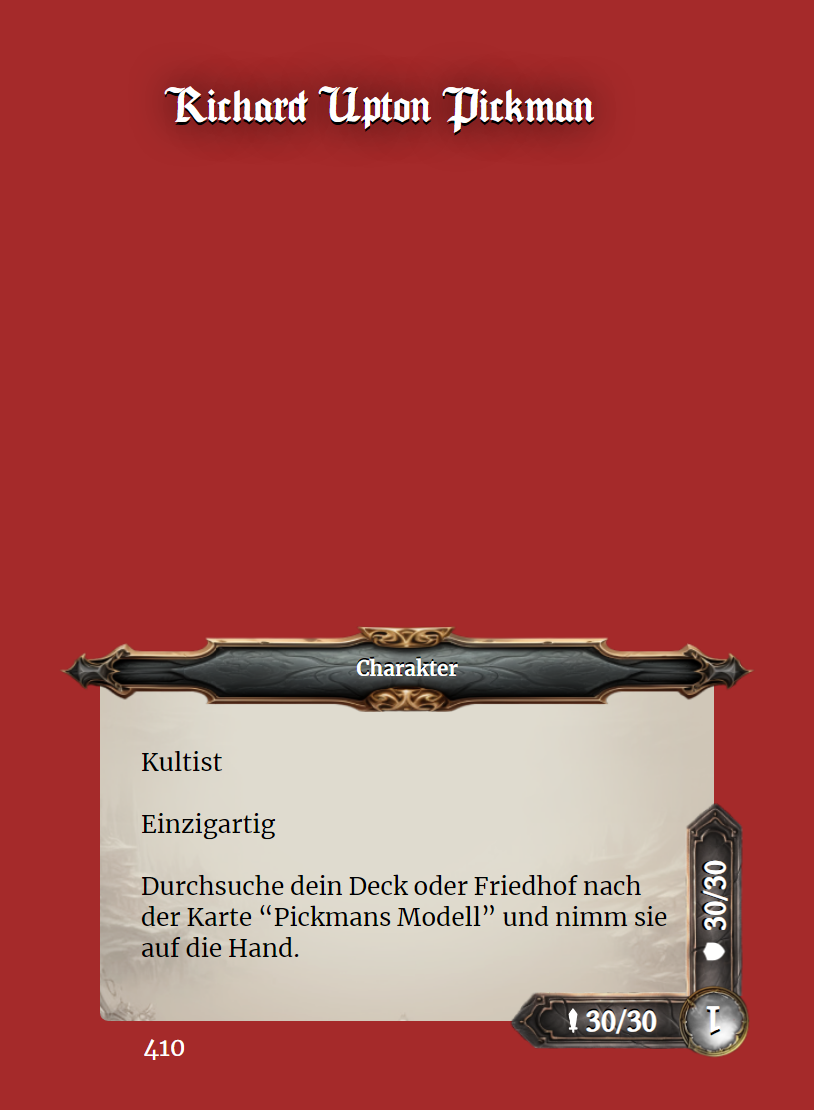 Richard Upton Pickman
Charakter
Kultist
Einzigartig
Durchsuche dein Deck oder Friedhof nach
der Karte “Pickmans Modell” und nimm sie
auf die Hand.
30/30
30/30
1
410